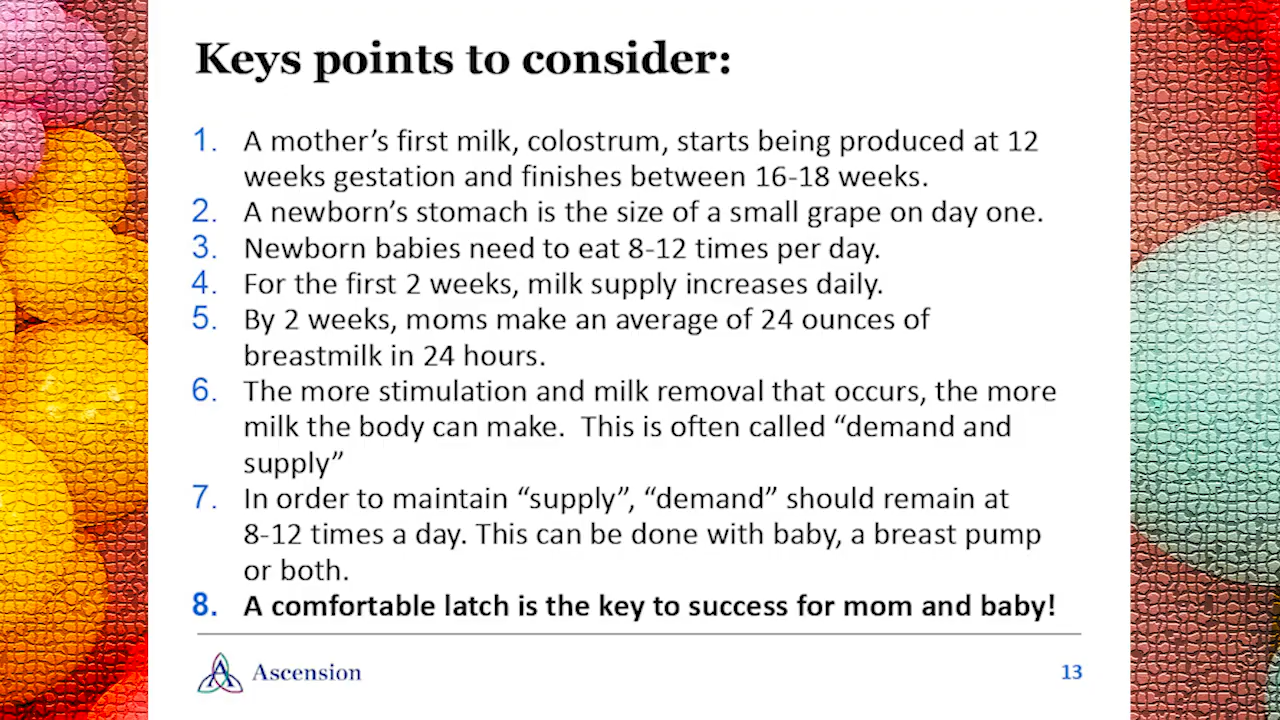 Keys points to consider:
1. A mother’s first milk, colostrum, starts being produced at 12
weeks gestation and finishes between 16-18 weeks.
2. A newborn’s stomach is the size of a small grape on day one.
3. Newborn babies need to eat 8-12 times per day.
4. For the first 2 weeks, milk supply increases daily.
5. By 2 weeks, moms make an average of 24 ounces of
breastmilk in 24 hours.
6. The more stimulation and milk removal that occurs, the more
milk the body can make.  This is often called “demand and
supply”
7. In order to maintain “supply”, “demand” should remain at
8-12 times a day. This can be done with baby, a breast pump
or both.
8. A comfortable latch is the key to success for mom and baby!
Ascension
13